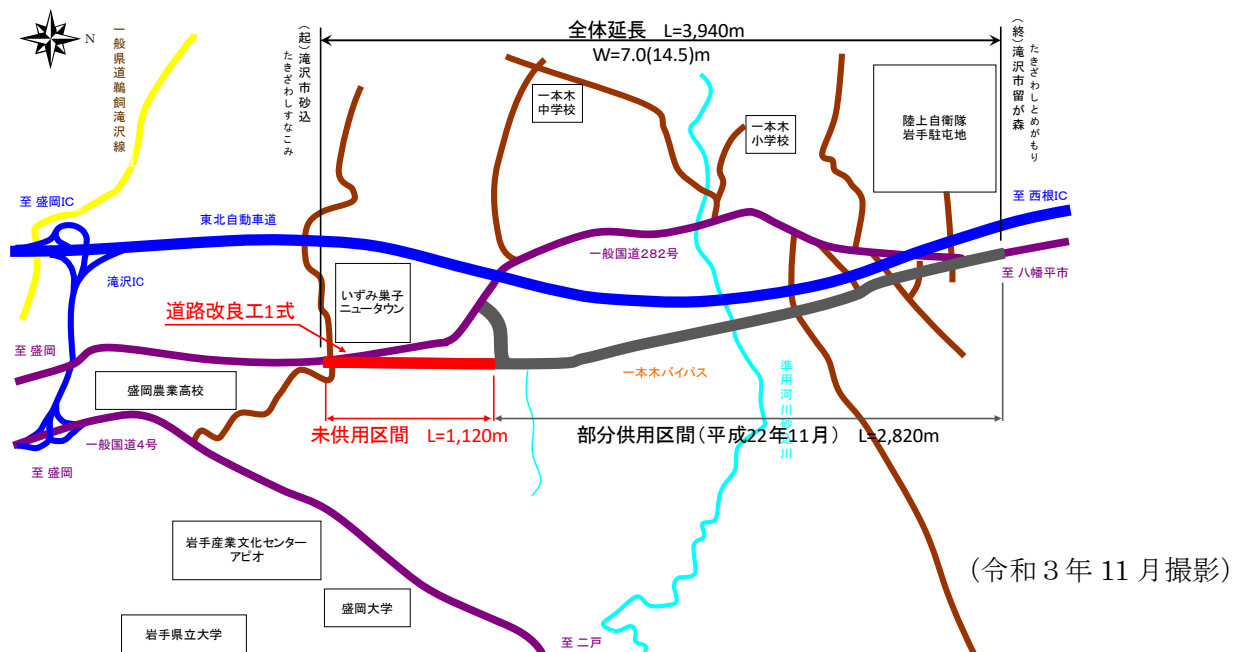 N
一般県道鵜飼滝沢線
(起)滝沢市砂込
たきざわしすなこみ
全体延長 L=3,940m
W=7.0(14.5)m
(終)滝沢市留が森
たきざわしとめがもり
一本木
中学校
一本木
小学校
陸上自衛隊
岩手駐屯地
至 盛岡IC
東北自動車道
至 西根IC
一般国道282号
至 八幡平市
滝沢IC
いずみ巣子
ニュータウン
道路改良工1式
至 盛岡
盛岡農業高校
一本木バイパス
準用河川砂込川
未供用区間 L=1,120m
部分供用区間(平成22年11月) L=2,820m
一般国道4号
至 盛岡
岩手産業文化センター
アピオ
盛岡大学
岩手県立大学
至 二戸
(令和3年11月撮影)